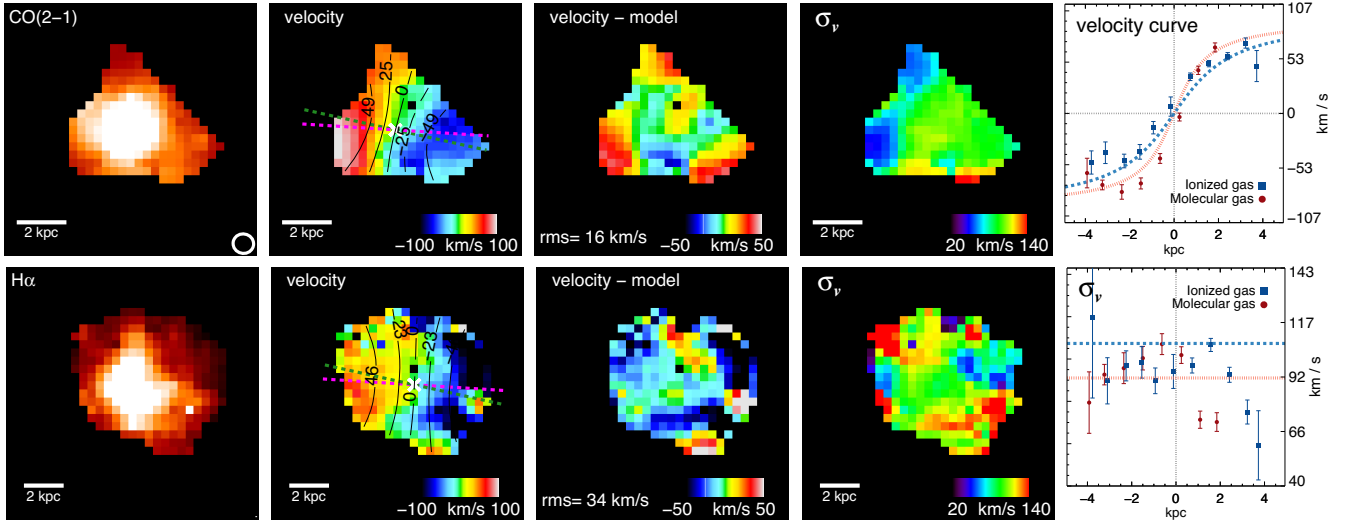 CO(2−1)
2 kpc
velocity
49
25
0
−25
−49
2 kpc
−100 km/s 100
velocity − model
rms= 16 km/s
−50 km/s 50
σv
2 kpc
20 km/s 140
velocity curve
107
53
0
−53
−107
km / s
Ionized gas
Molecular gas
−4 −2 0 2 4
kpc
Hα
2 kpc
velocity
46
23
0
0
−23
2 kpc
−100 km/s 100
velocity − model
rms= 34 km/s
−50 km/s 50
σv
2 kpc
20 km/s 140
σv
143
117
92
66
40
km / s
Ionized gas
Molecular gas
−4 −2 0 2 4
kpc